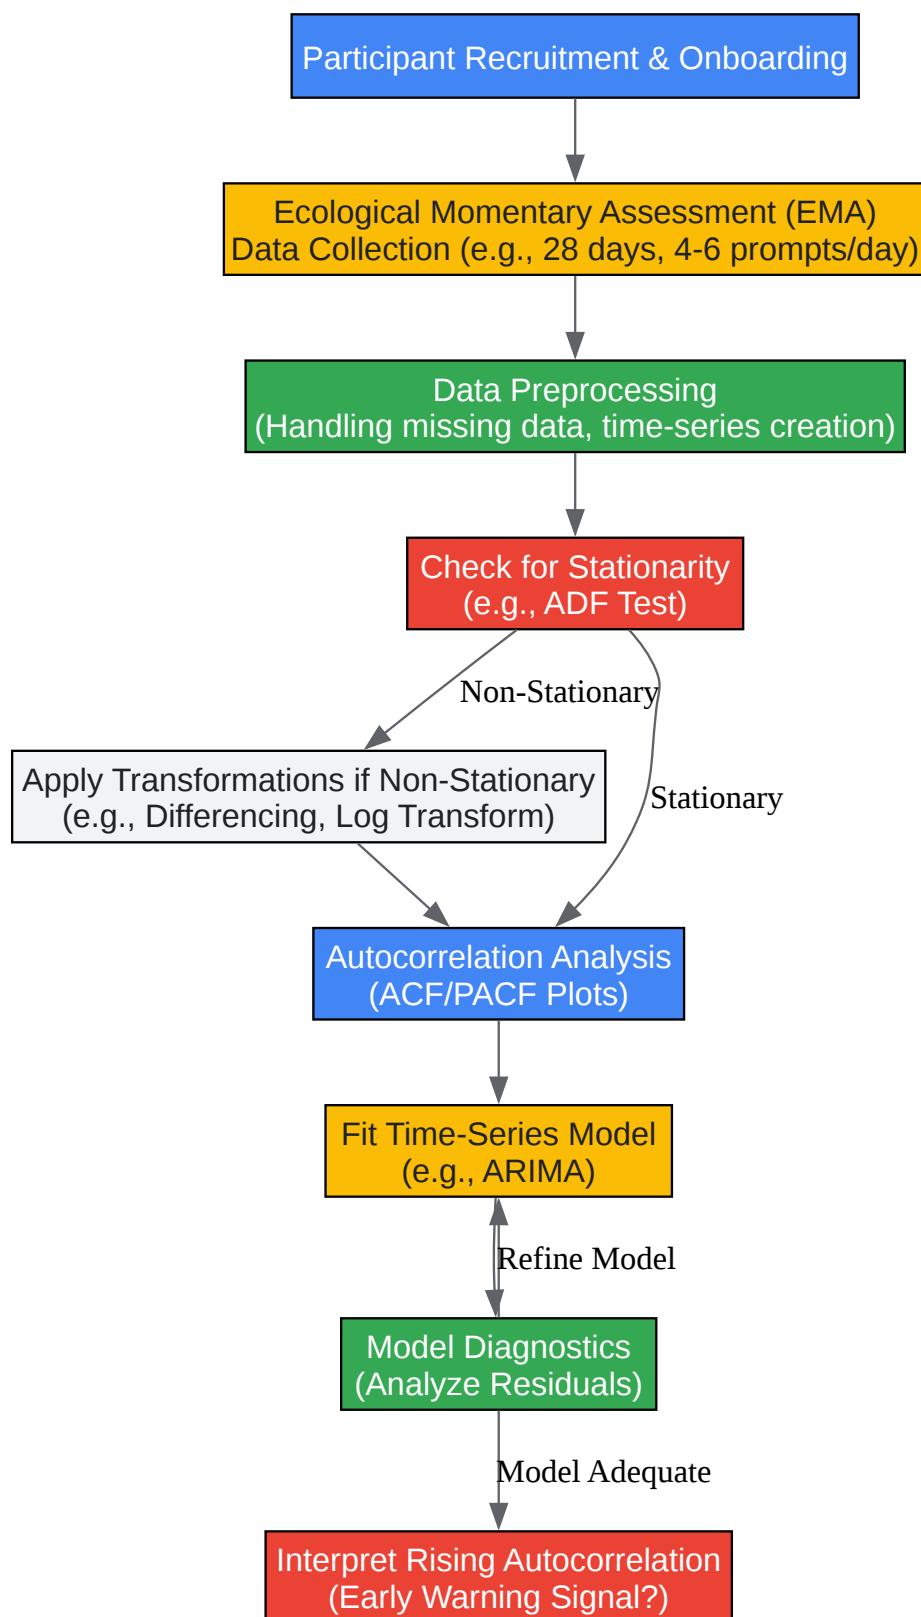 Participant Recruitment & Onboarding
Ecological Momentary Assessment (EMA)
Data Collection (e.g., 28 days, 4-6 prompts/day)
Data Preprocessing
(Handling missing data, time-series creation)
Check for Stationarity
(e.g., ADF Test)
Non-Stationary
Apply Transformations if Non-Stationary
(e.g., Differencing, Log Transform)
Stationary
Autocorrelation Analysis
(ACF/PACF Plots)
Fit Time-Series Model
(e.g., ARIMA)
Refine Model
Model Diagnostics
(Analyze Residuals)
Model Adequate
Interpret Rising Autocorrelation
(Early Warning Signal?)